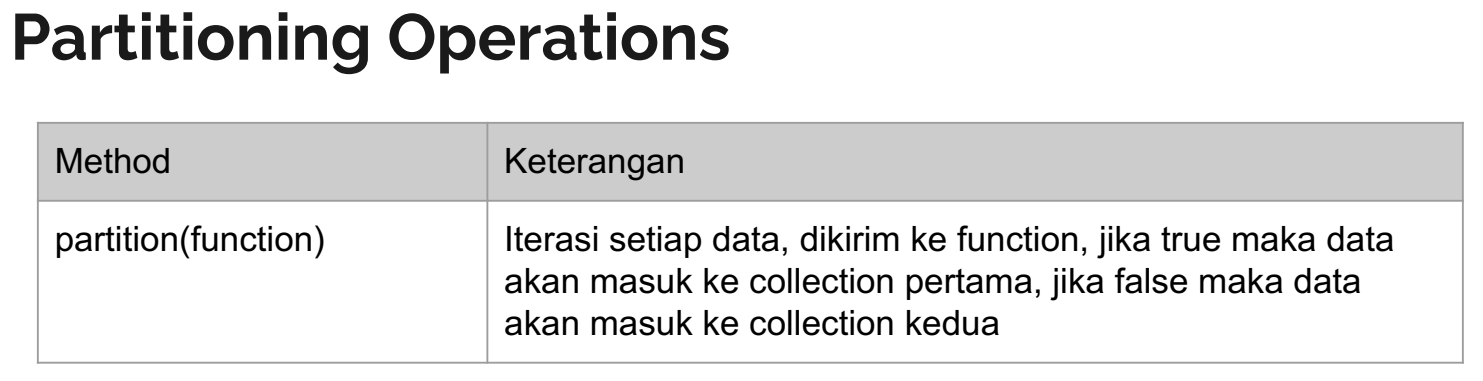 Partitioning Operations
Method
Keterangan
partition(function)
Iterasi setiap data, dikirim ke function, jika true maka data
akan masuk ke collection pertama, jika false maka data
akan masuk ke collection kedua